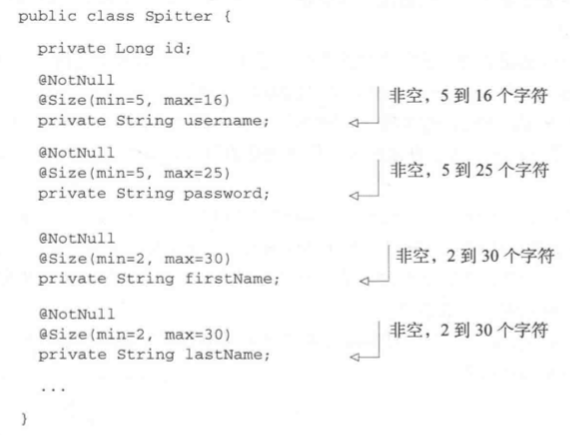 public class Spitter {
private Long id;
@NotNull
@Size(min=5, max=16)
private String username;
非空，5 到 16 个字符
@NotNull
@Size(min=5, max=25)
private String password;
非空，5 到 25 个字符
@NotNull
@Size(min=2, max=30)
private String firstName;
非空，2 到 30 个字符
@NotNull
@Size(min=2, max=30)
private String lastName;
非空，2 到 30 个字符
...
}